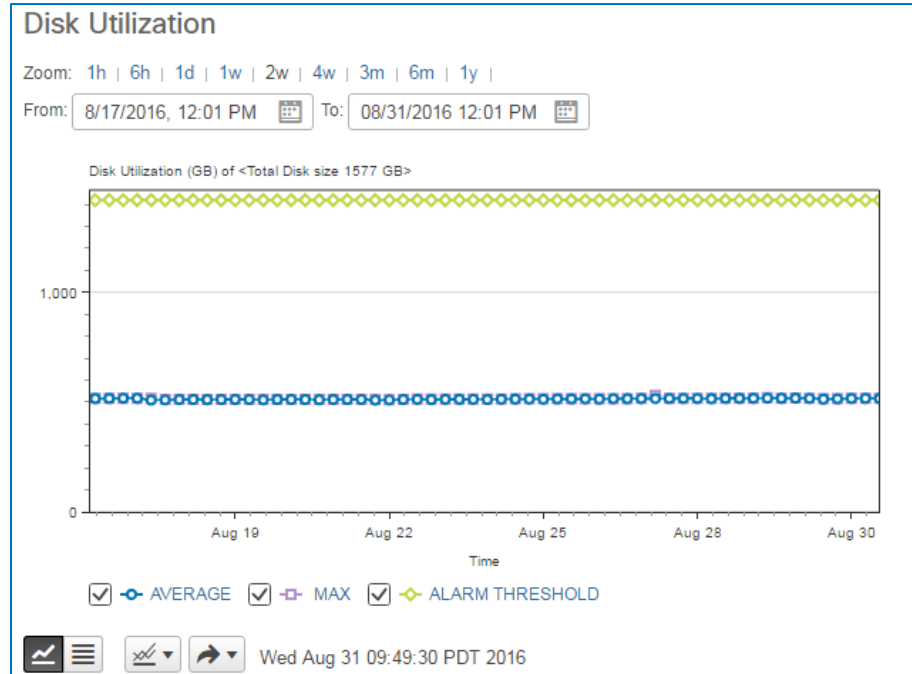 Disk Utilization
Zoom: 1h | 6h | 1d | 1w | 2w | 4w | 3m | 6m | 1y |
From: 8/17/2016, 12:01 PM To: 08/31/2016 12:01 PM
Disk Utilization (GB) of <Total Disk size 1577 GB>
1,000
0
Aug 19 Aug 22 Aug 25 Aug 28 Aug 30
Time
AVERAGE MAX ALARM THRESHOLD
Wed Aug 31 09:49:30 PDT 2016